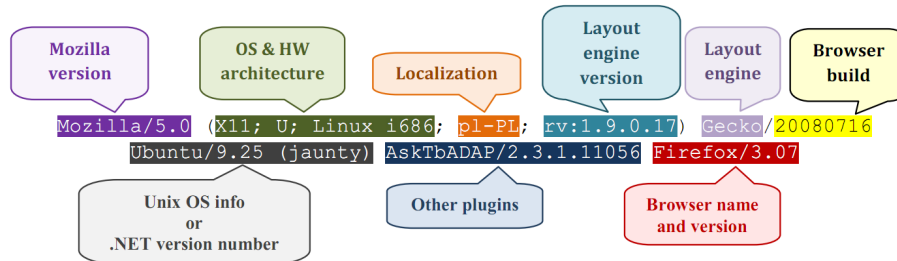 Mozilla
version
OS & HW
architecture
Localization
Layout
engine
version
Layout
engine
Browser
build
Mozilla/5.0 (X11; U; Linux i686; pl-PL; rv:1.9.0.17) Gecko/20080716
Ubuntu/9.25 (jaunty) AskTbADAP/2.3.1.11056 Firefox/3.07
Unix OS info
or
.NET version number
Other plugins
Browser name
and version